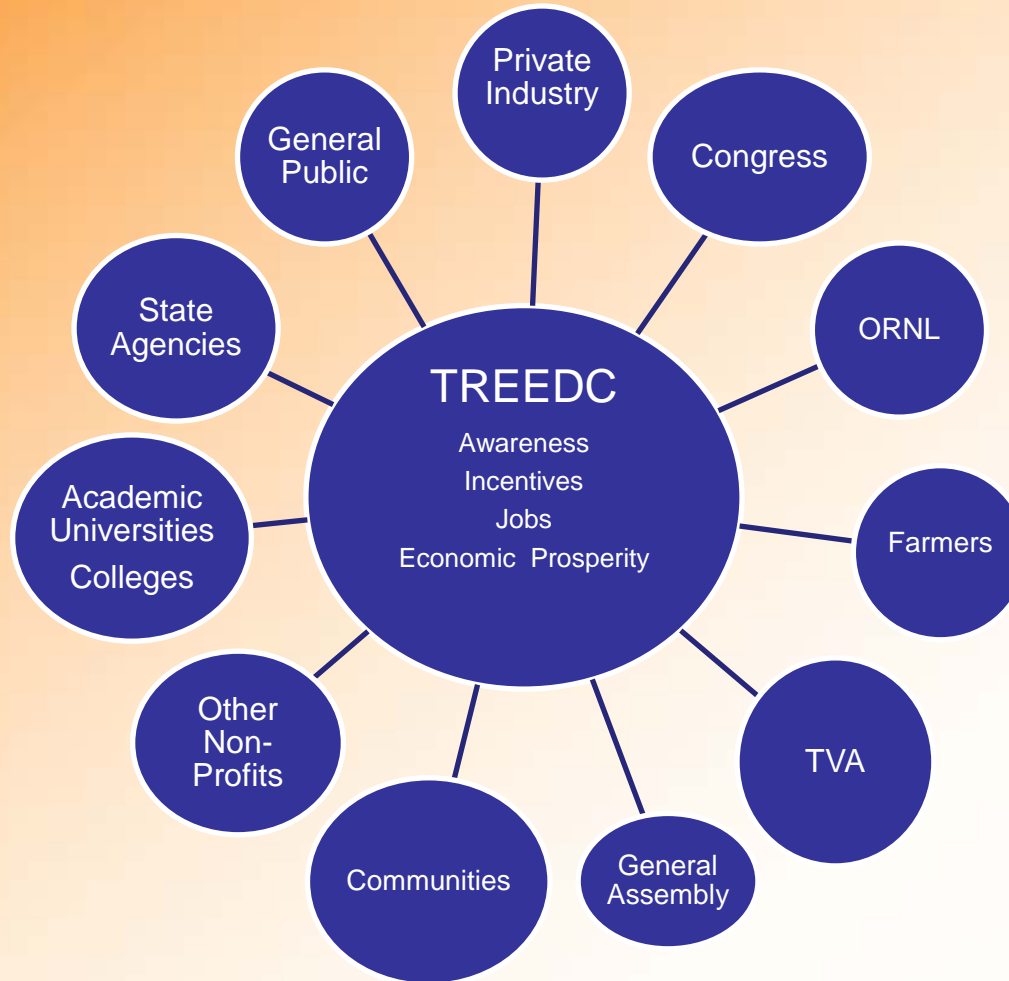 Private
Industry
General
Public
Congress
State
Agencies
ORNL
TREEDC
Awareness
Incentives
Jobs
Economic Prosperity
Academic
Universities
Colleges
Farmers
Other
Non-
Profits
TVA
Communities
General
Assembly